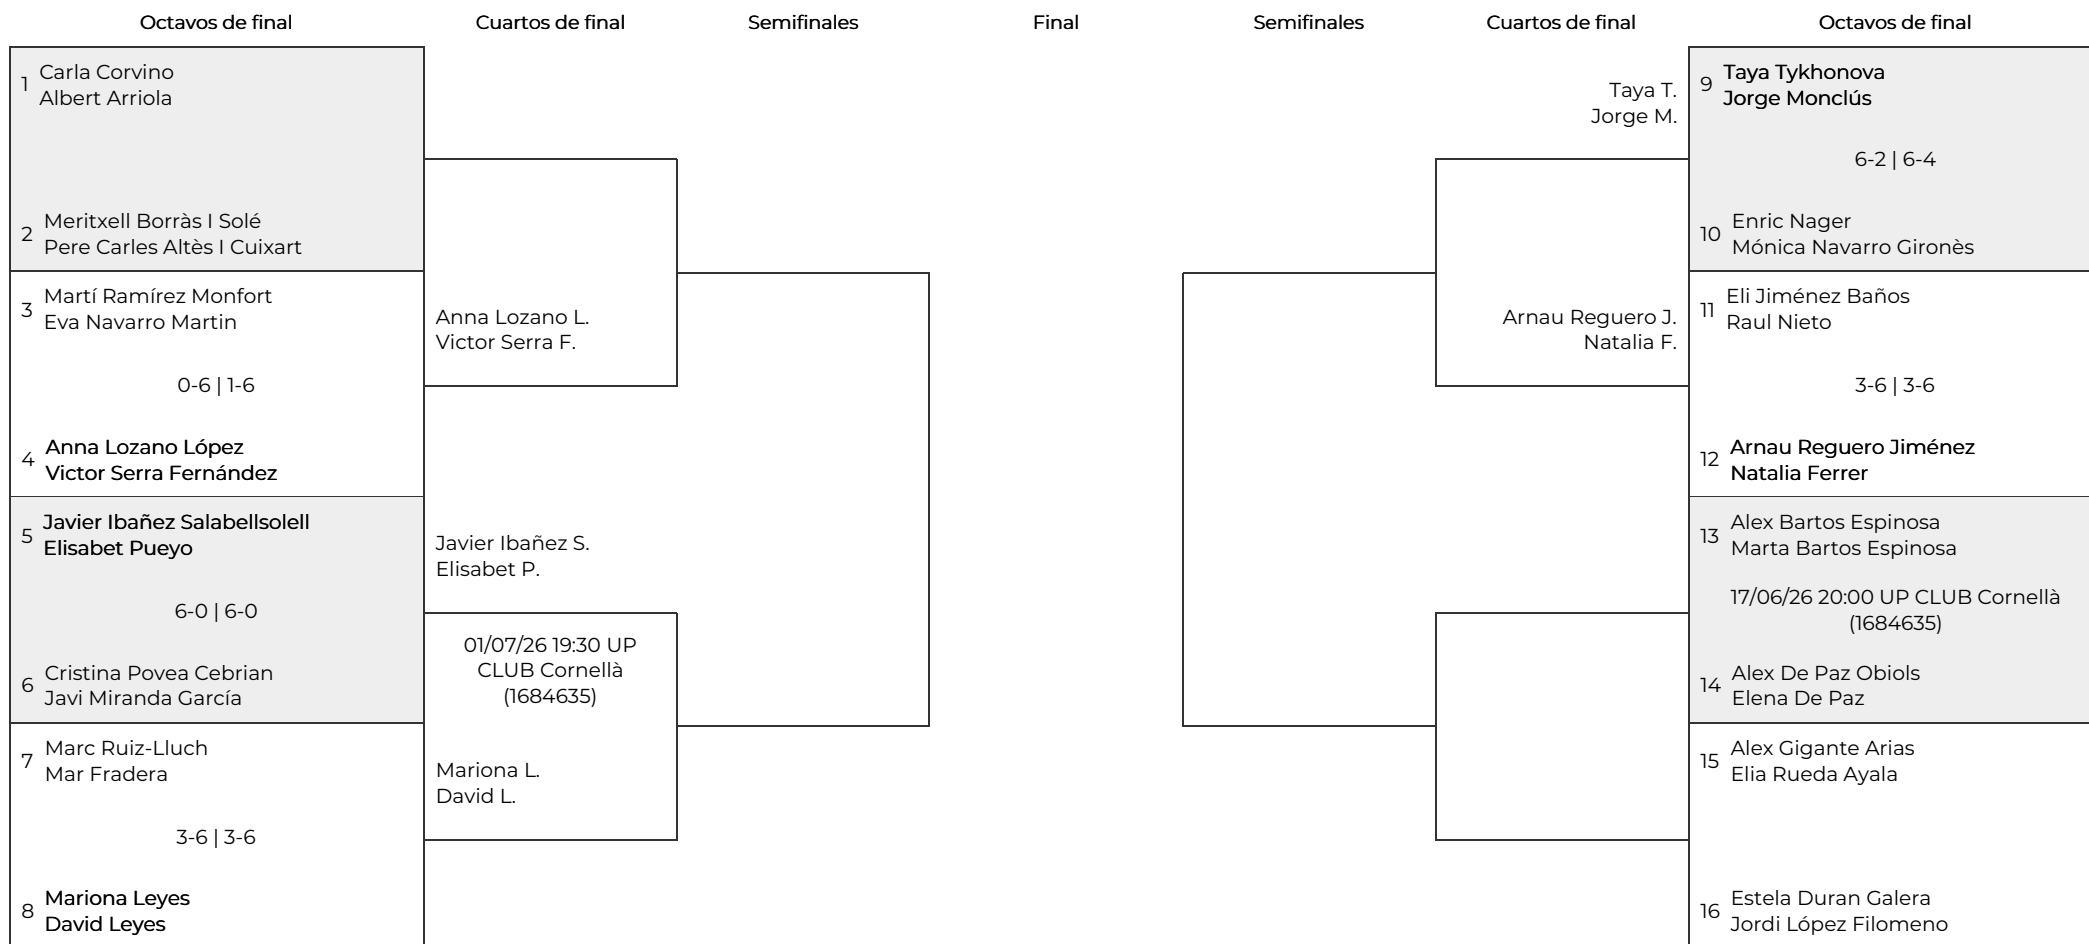 Octavos de final
Cuartos de final
Semifinales
Final
Semifinales
Cuartos de final
Octavos de final
1
Carla Corvino
Albert Arriola
2
Meritxell Borràs I Solé
Pere Carles Altès I Cuixart
3
Martí Ramírez Monfort
Eva Navarro Martin
0-6 | 1-6
4
Anna Lozano López
Victor Serra Fernández
5
Javier Ibañez Salabellsolell
Elisabet Pueyo
6-0 | 6-0
6
Cristina Povea Cebrian
Javi Miranda García
7
Marc Ruiz-Lluch
Mar Fradera
3-6 | 3-6
8
Mariona Leyes
David Leyes
Anna Lozano L.
Victor Serra F.
Javier Ibañez S.
Elisabet P.
01/07/26 19:30 UP
CLUB Cornellà
(1684635)
Mariona L.
David L.
Taya T.
Jorge M.
Arnau Reguero J.
Natalia F.
9
Taya Tykhonova
Jorge Monclús
6-2 | 6-4
10
Enric Nager
Mónica Navarro Gironès
11
Eli Jiménez Baños
Raul Nieto
3-6 | 3-6
12
Arnau Reguero Jiménez
Natalia Ferrer
13
Alex Bartos Espinosa
Marta Bartos Espinosa
17/06/26 20:00 UP CLUB Cornellà
(1684635)
14
Alex De Paz Obiols
Elena De Paz
15
Alex Gigante Arias
Elia Rueda Ayala
16
Estela Duran Galera
Jordi López Filomeno